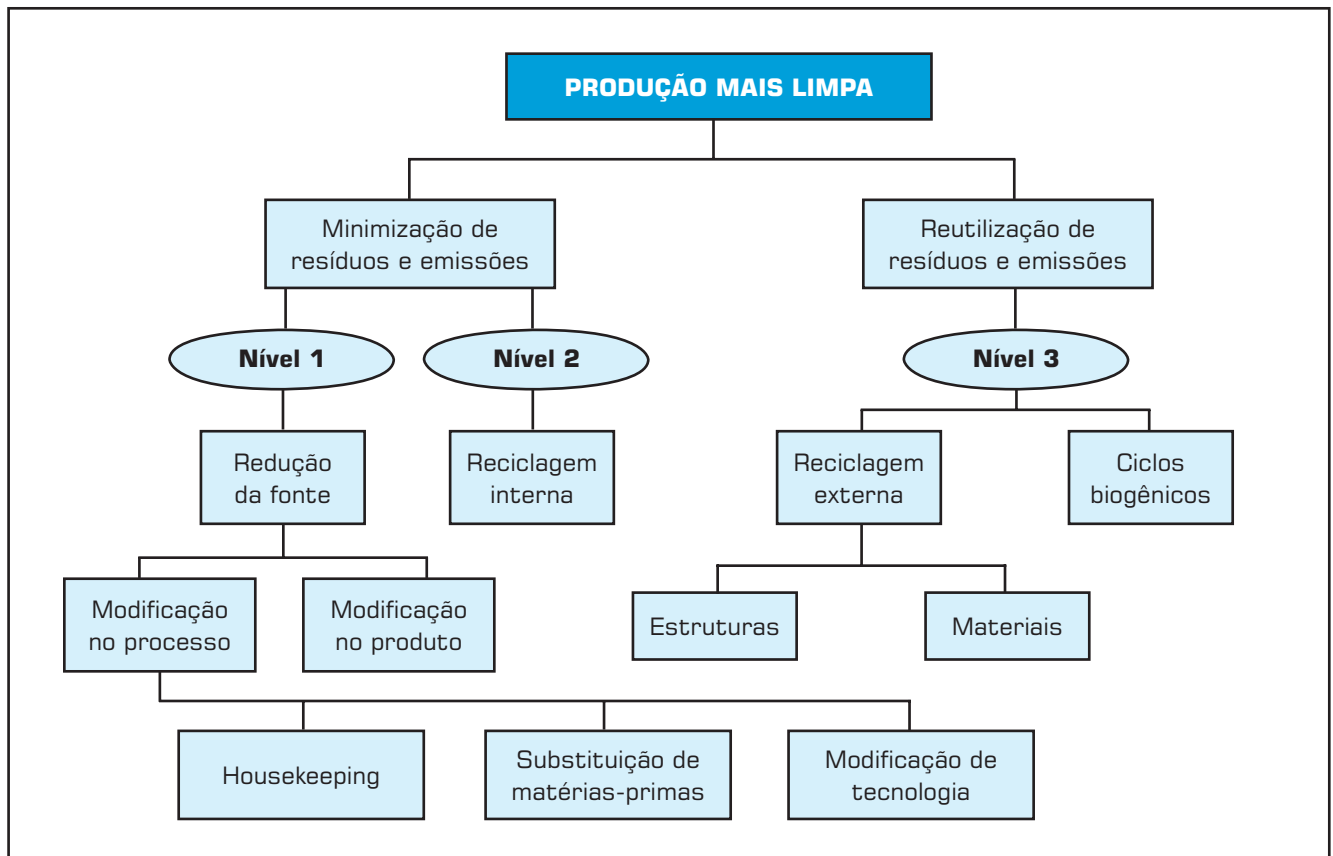 PRODUÇÃO MAIS LIMPA
Minimização de
resíduos e emissões
Reutilização de
resíduos e emissões
Nível 1
Nível 2
Nível 3
Redução
da fonte
Reciclagem
interna
Reciclagem
externa
Ciclos
biogênicos
Modificação
no processo
Modificação
no produto
Estruturas
Materiais
Housekeeping
Substituição de
matérias-primas
Modificação de
tecnologia